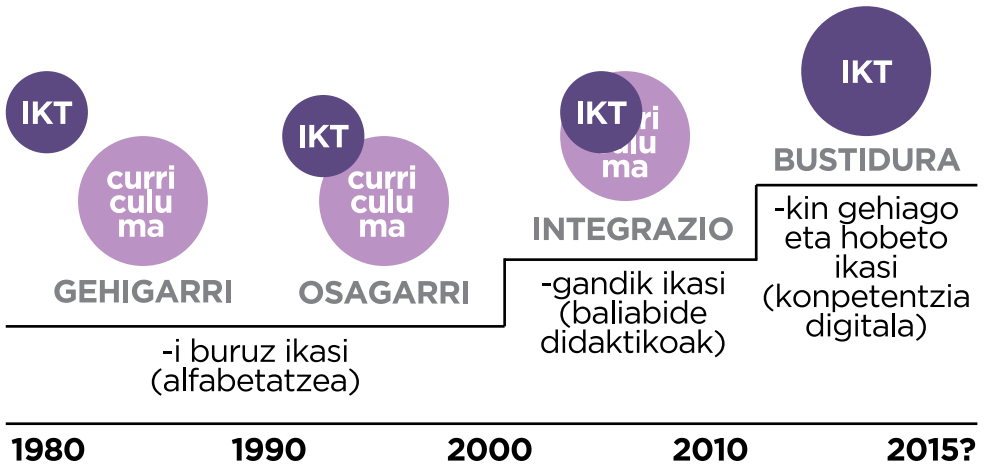 IKT
curri
culu
ma
GEHIGARRI
IKT
curri
culu
ma
OSAGARRI
-i buruz ikasi
(alfabetatzea)
IKT
ri
lu
ma
INTEGRAZIO
-gandik ikasi
(baliabide
didaktikoak)
IKT
BUSTIDURA
-kin gehiago
eta hobeto
ikasi
(konpetentzia
digitala)
1980 1990 2000 2010 2015?